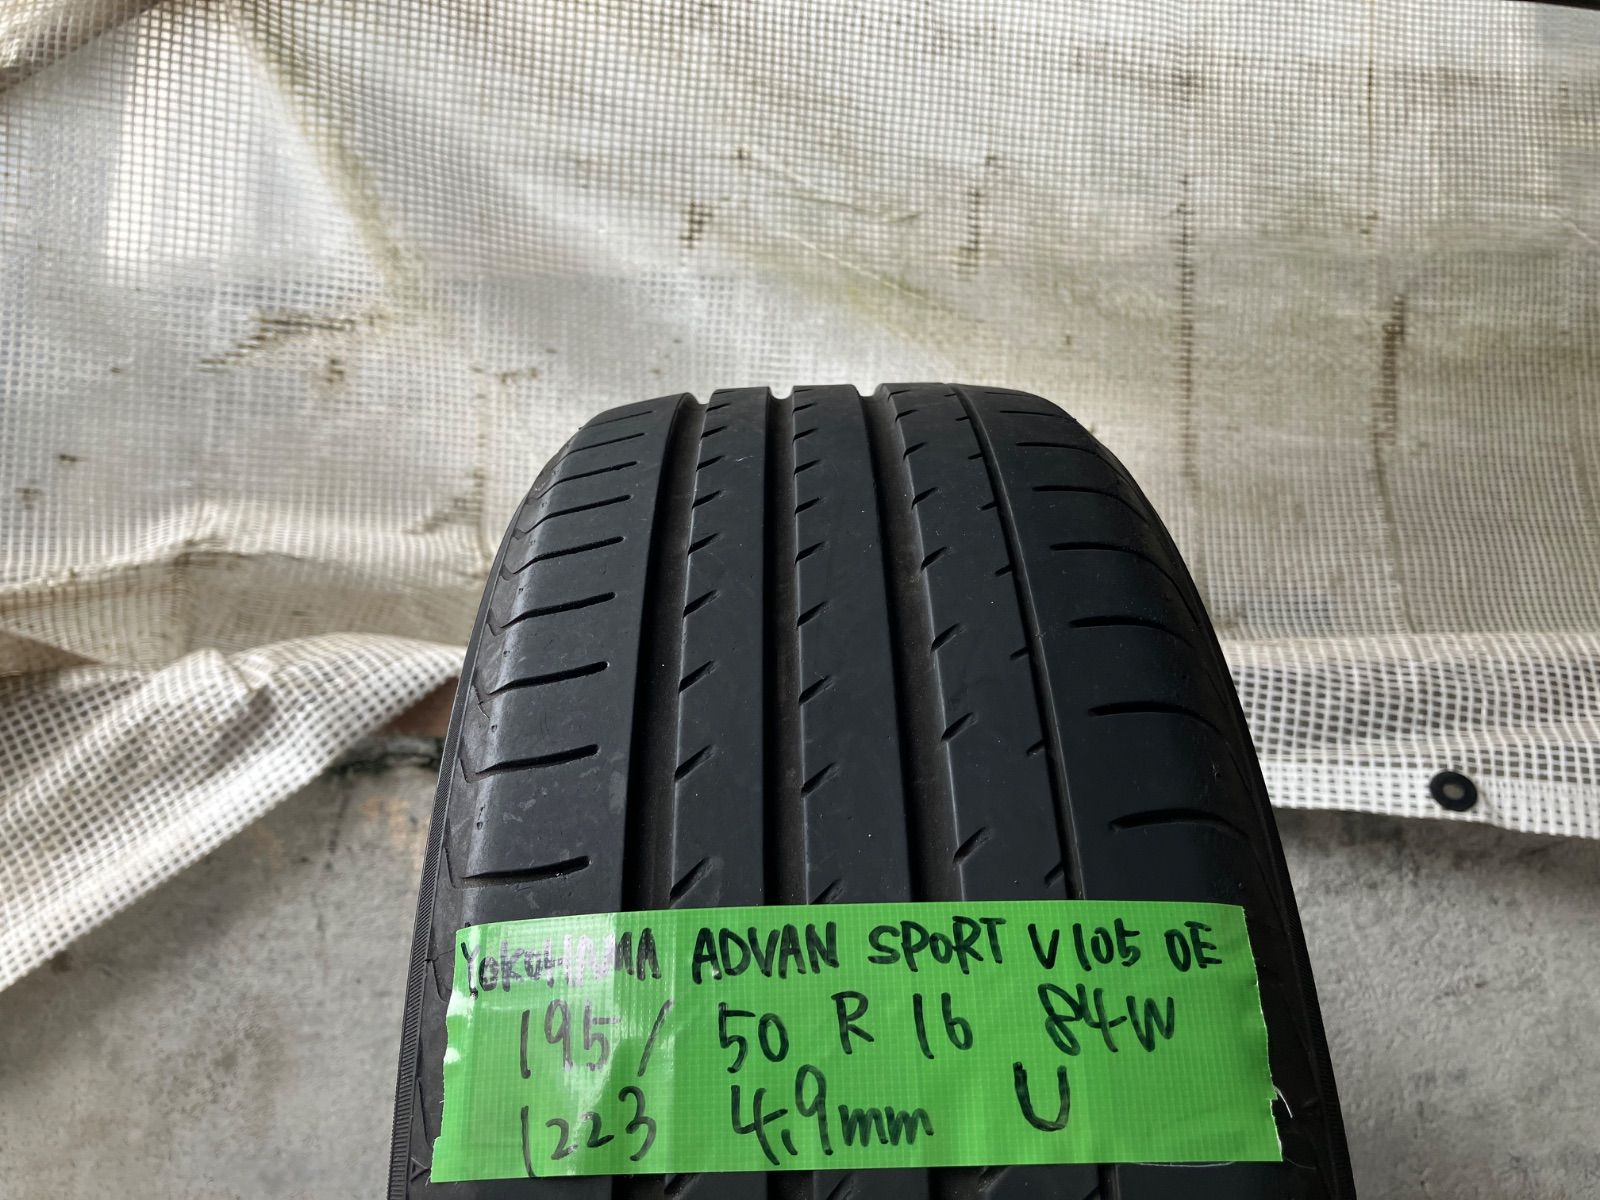 YOKOHAMA ADVAN SPORT V105 OE
195/ 50 R 16 84W
1223 4.9mm U